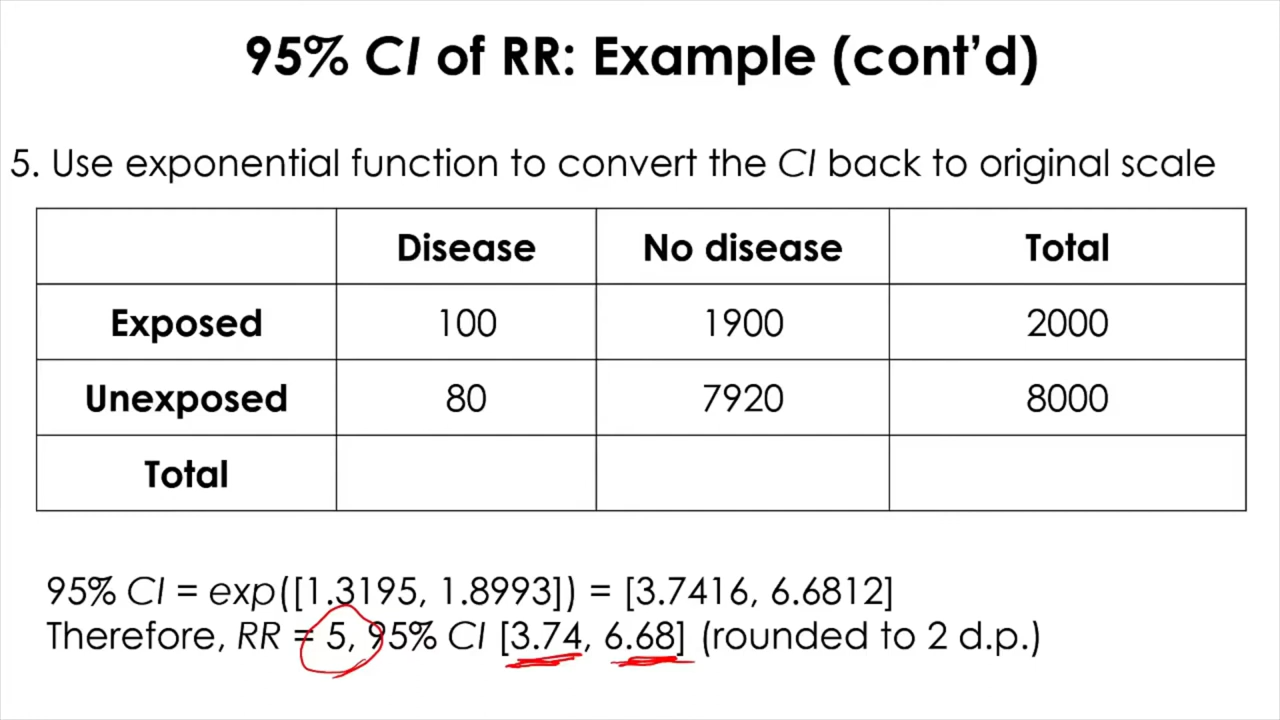 95% CI of RR: Example (cont’d)
5. Use exponential function to convert the CI back to original scale
Disease No disease Total
Exposed 100 1900 2000
Unexposed 80 7920 8000
Total
95% CI = exp([1.3195, 1.8993]) = [3.7416, 6.6812]
Therefore, RR = 5, 95% CI [3.74, 6.68] (rounded to 2 d.p.)